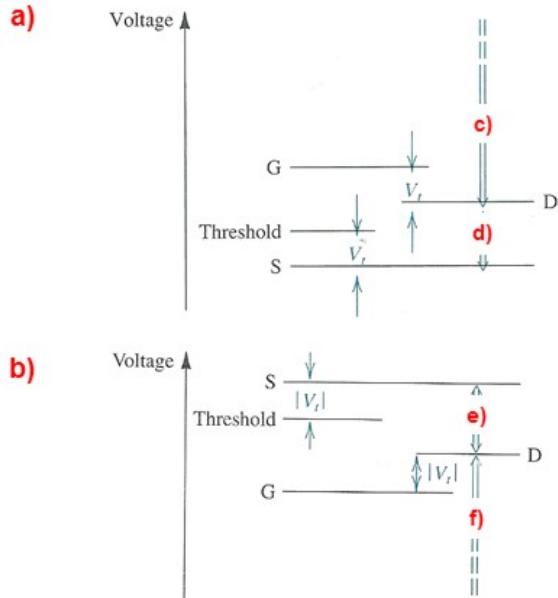 a)
Voltage
c)
G
V_t
D
Threshold
d)
V_t
S
b)
Voltage
S
|V_t|
e)
Threshold
D
|V_t|
G
f)